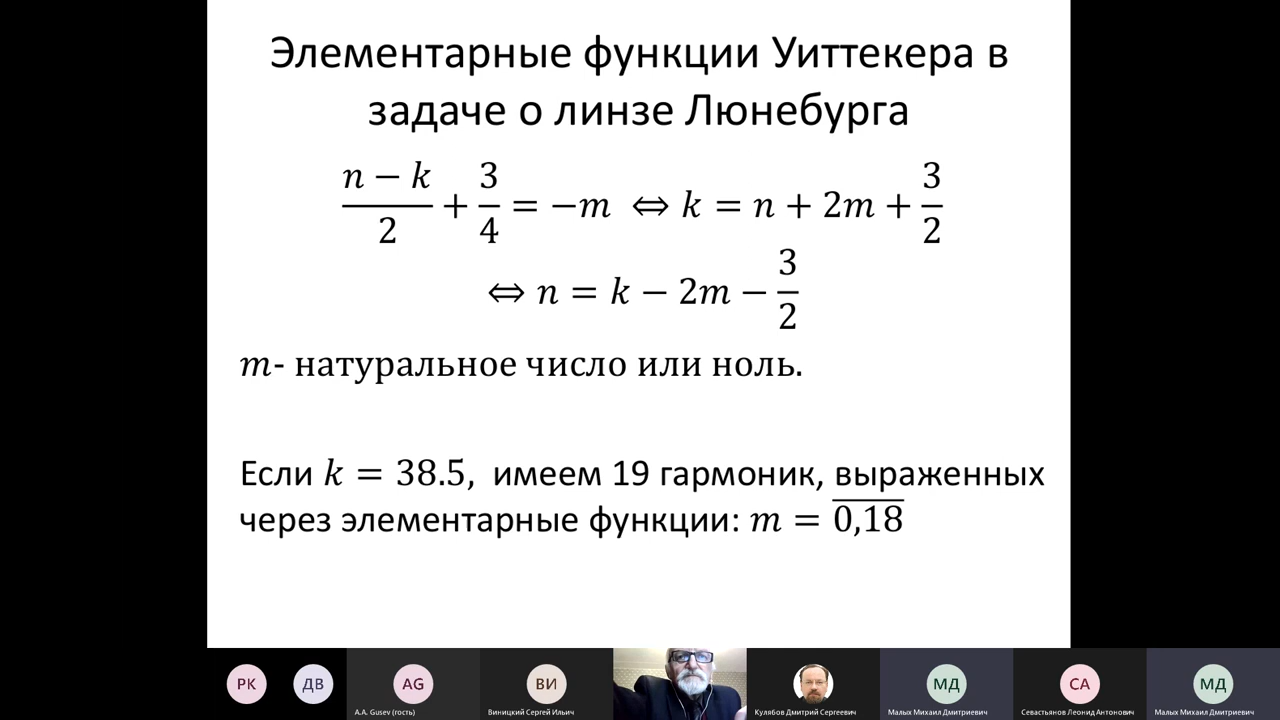 Элементарные функции Уиттекера в
задаче о линзе Люнебурга
(n − k)/2 + 3/4 = −m ⇔ k = n + 2m + 3/2
⇔ n = k − 2m − 3/2
m- натуральное число или ноль.
Если k = 38.5, имеем 19 гармоник, выраженных
через элементарные функции: m = \overline{0,18}
РК ДВ AG ВИ МД СА МД
A.A. Gusev (гость) Виницкий Сергей Ильич Кулябов Дмитрий Сергеевич Малых Михаил Дмитриевич Севастьянов Леонид Антонович Малых Михаил Дмитриевич